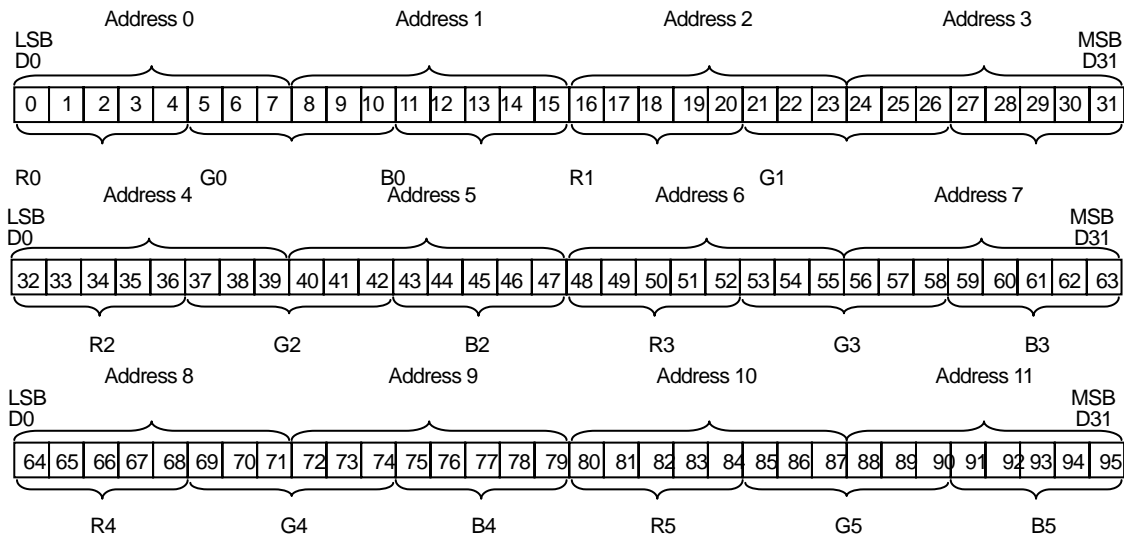 Address 0 Address 1 Address 2 Address 3
LSB MSB
D0 D31
0 1 2 3 4 5 6 7 8 9 10 11 12 13 14 15 16 17 18 19 20 21 22 23 24 25 26 27 28 29 30 31
R0 G0 B0 R1 G1
Address 4 Address 5 Address 6 Address 7
LSB MSB
D0 D31
32 33 34 35 36 37 38 39 40 41 42 43 44 45 46 47 48 49 50 51 52 53 54 55 56 57 58 59 60 61 62 63
R2 G2 B2 R3 G3 B3
Address 8 Address 9 Address 10 Address 11
LSB MSB
D0 D31
64 65 66 67 68 69 70 71 72 73 74 75 76 77 78 79 80 81 82 83 84 85 86 87 88 89 90 91 92 93 94 95
R4 G4 B4 R5 G5 B5